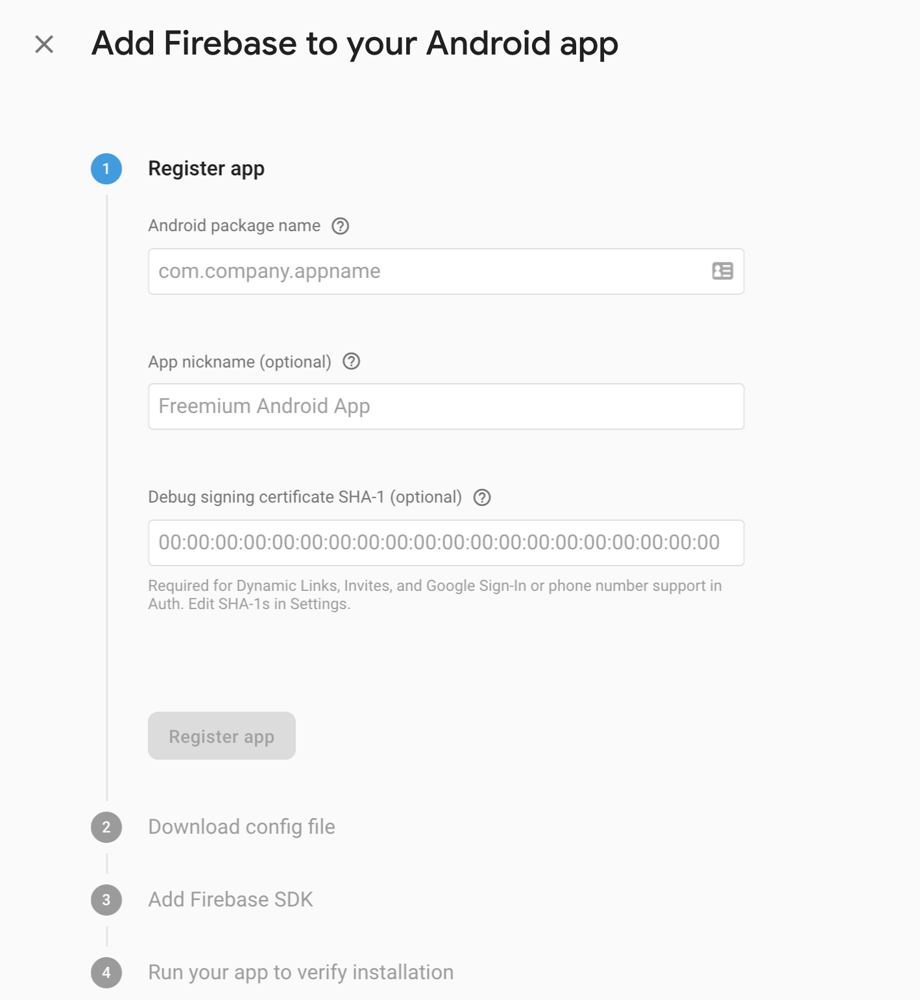 Add Firebase to your Android app
1 Register app
Android package name ?
com.company.appname
App nickname (optional) ?
Freemium Android App
Debug signing certificate SHA-1 (optional) ?
00:00:00:00:00:00:00:00:00:00:00:00:00:00:00:00:00:00:00:00
Required for Dynamic Links, Invites, and Google Sign-In or phone number support in
Auth. Edit SHA-1s in Settings.
Register app
2 Download config file
3 Add Firebase SDK
4 Run your app to verify installation